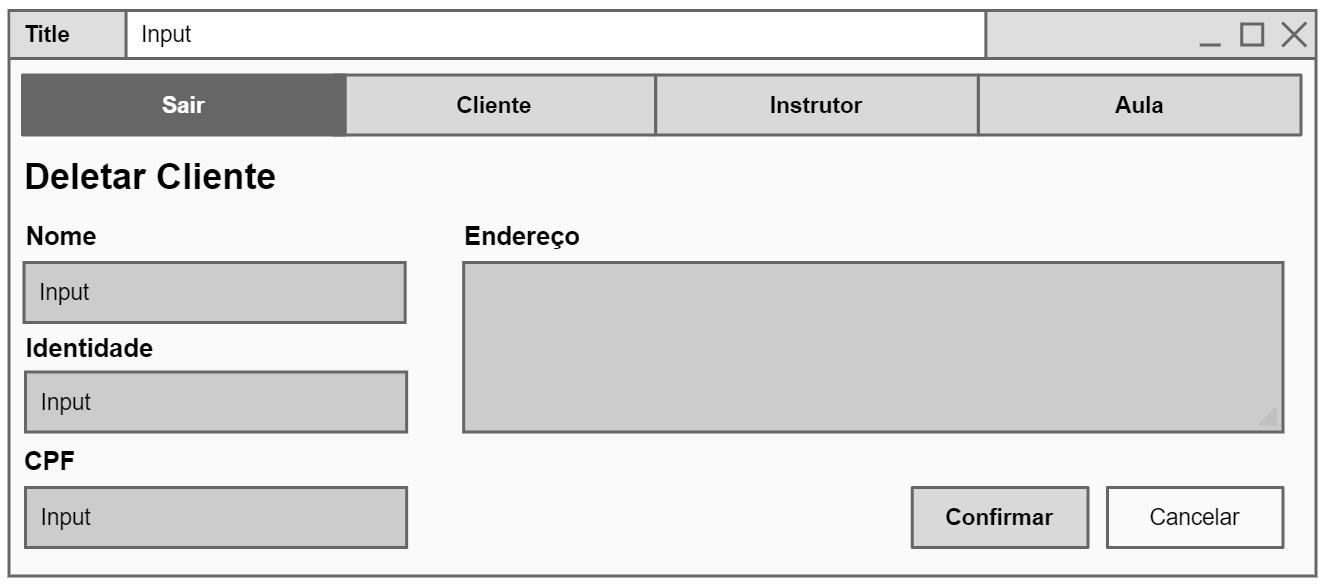 Title Input
Sair Cliente Instrutor Aula
Deletar Cliente
Nome
Input
Identidade
Input
CPF
Input
Endereço
Confirmar Cancelar